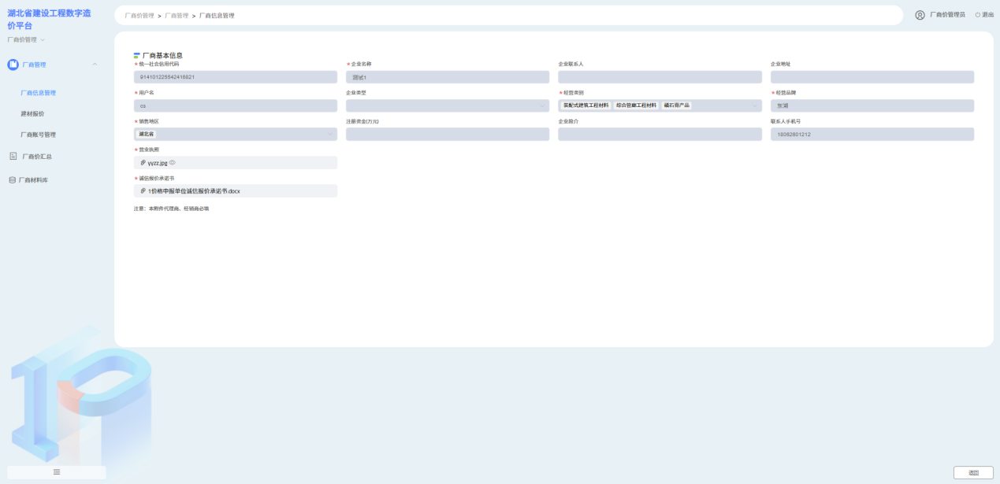 湖北省建设工程数字造
价平台
厂商价管理
厂商管理
厂商信息管理
建材报价
厂商账号管理
厂商价汇总
厂商材料库
厂商价管理 > 厂商管理 > 厂商信息管理
厂商价管理员
退出
厂商基本信息
* 统一社会信用代码
914101225542416821
* 企业名称
测试1
企业联系人
企业地址
* 用户名
cs
企业类型
* 经营类别
装配式建筑工程材料 综合管廊工程材料 磷石膏产品
* 经营品牌
东湖
* 销售地区
湖北省
注册资金(万元)
企业简介
联系人手机号
18062601212
* 营业执照
yyzz.jpg
* 诚信报价承诺书
1价格申报单位诚信报价承诺书.docx
注意：本附件代理商、经销商必填
返回